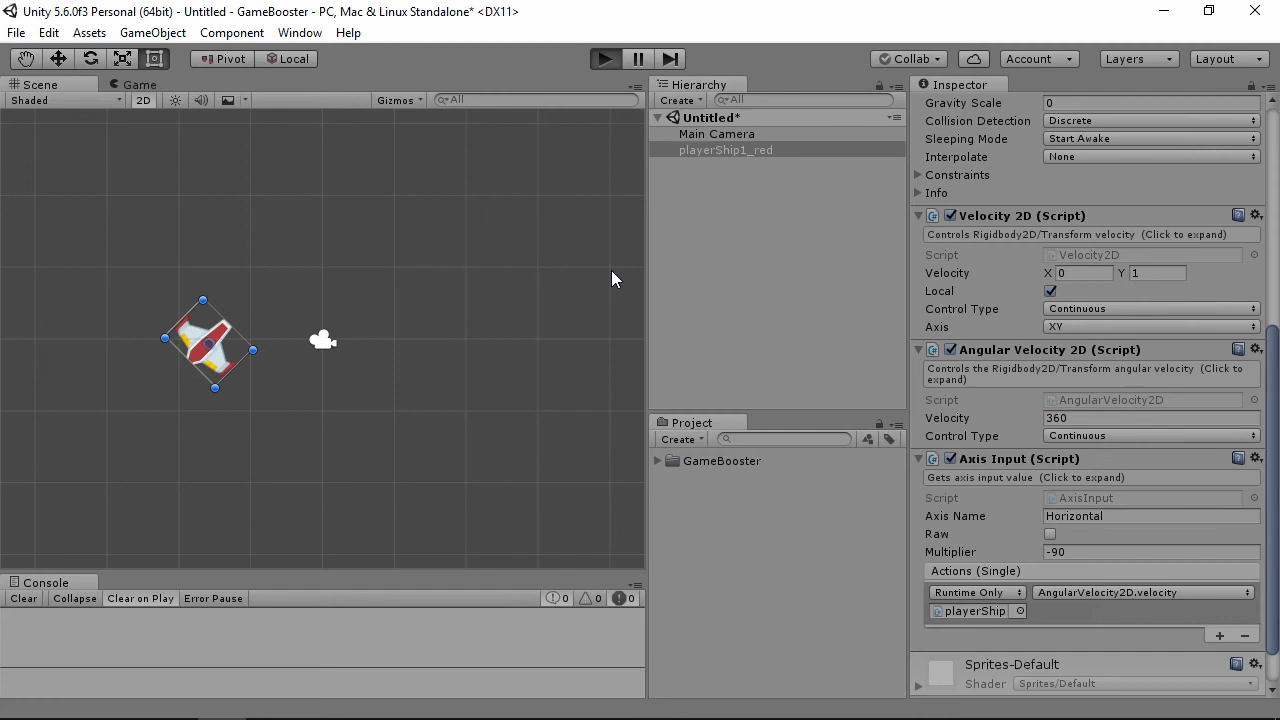 Unity 5.6.0f3 Personal (64bit) - Untitled - GameBooster - PC, Mac & Linux Standalone* <DX11>
File Edit Assets GameObject Component Window Help
Pivot Local Collab Account Layers Layout
Scene Game
Shaded 2D Gizmos All
Hierarchy
Create All
Untitled*
Main Camera
playerShip1_red
Project
Create
GameBooster
Console
Clear Collapse Clear on Play Error Pause 0 0 0
Inspector
Gravity Scale 0
Collision Detection Discrete
Sleeping Mode Start Awake
Interpolate None
Constraints
Info
Velocity 2D (Script)
Controls Rigidbody2D/Transform velocity (Click to expand)
Script Velocity2D
Velocity X 0 Y 1
Local
Control Type Continuous
Axis XY
Angular Velocity 2D (Script)
Controls the Rigidbody2D/Transform angular velocity (Click to
expand)
Script AngularVelocity2D
Velocity 360
Control Type Continuous
Axis Input (Script)
Gets axis input value (Click to expand)
Script AxisInput
Axis Name Horizontal
Raw
Multiplier -90
Actions (Single)
Runtime Only AngularVelocity2D.velocity
playerShip
Sprites-Default
Shader Sprites/Default